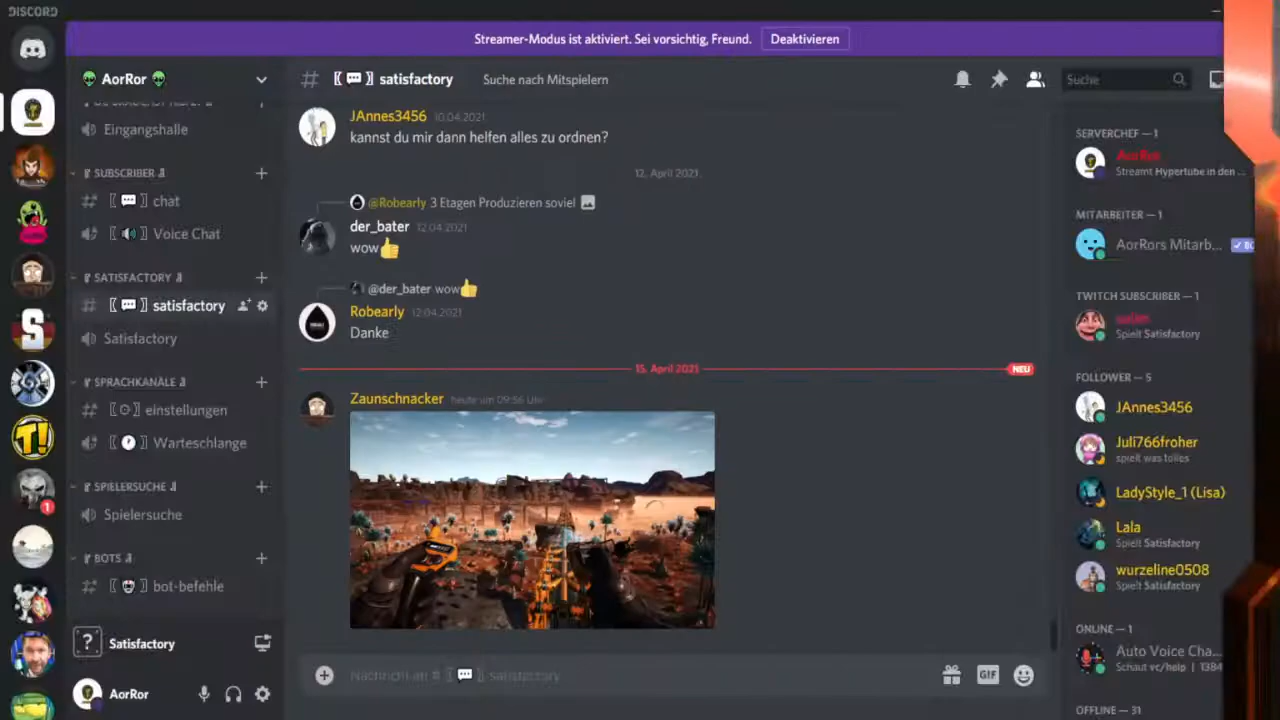 DISCORD
Streamer-Modus ist aktiviert. Sei vorsichtig, Freund. Deaktivieren
AorRor
satisfactory Suche nach Mitspielern
Suche
Eingangshalle
SUBSCRIBER
chat
Voice Chat
SATISFACTORY
satisfactory
Satisfactory
SPRACHKANÄLE
einstellungen
Warteschlange
SPIELERSUCHE
Spielersuche
BOTS
bot-befehle
Satisfactory
AorRor
JAnnes3456 10.04.2021
kannst du mir dann helfen alles zu ordnen?
12. April 2021
@Robearly 3 Etagen Produzieren soviel
der_bater 12.04.2021
wow
@der_bater wow
Robearly 12.04.2021
Danke
15. April 2021 NEU
Zaunschnacker heute um 09:56 Uhr
Nachricht an # satisfactory
GIF
SERVERCHEF — 1
AorRor
Streamt Hypertube in den ...
MITARBEITER — 1
AorRors Mitarb...
TWITCH SUBSCRIBER — 1
Spielt Satisfactory
FOLLOWER — 5
JAnnes3456
Juli766froher
spielt was tolles
LadyStyle_1 (Lisa)
Lala
Spielt Satisfactory
wurzeline0508
Spielt Satisfactory
ONLINE — 1
Auto Voice Cha...
Schaut vc/help | 1384
OFFLINE — 31